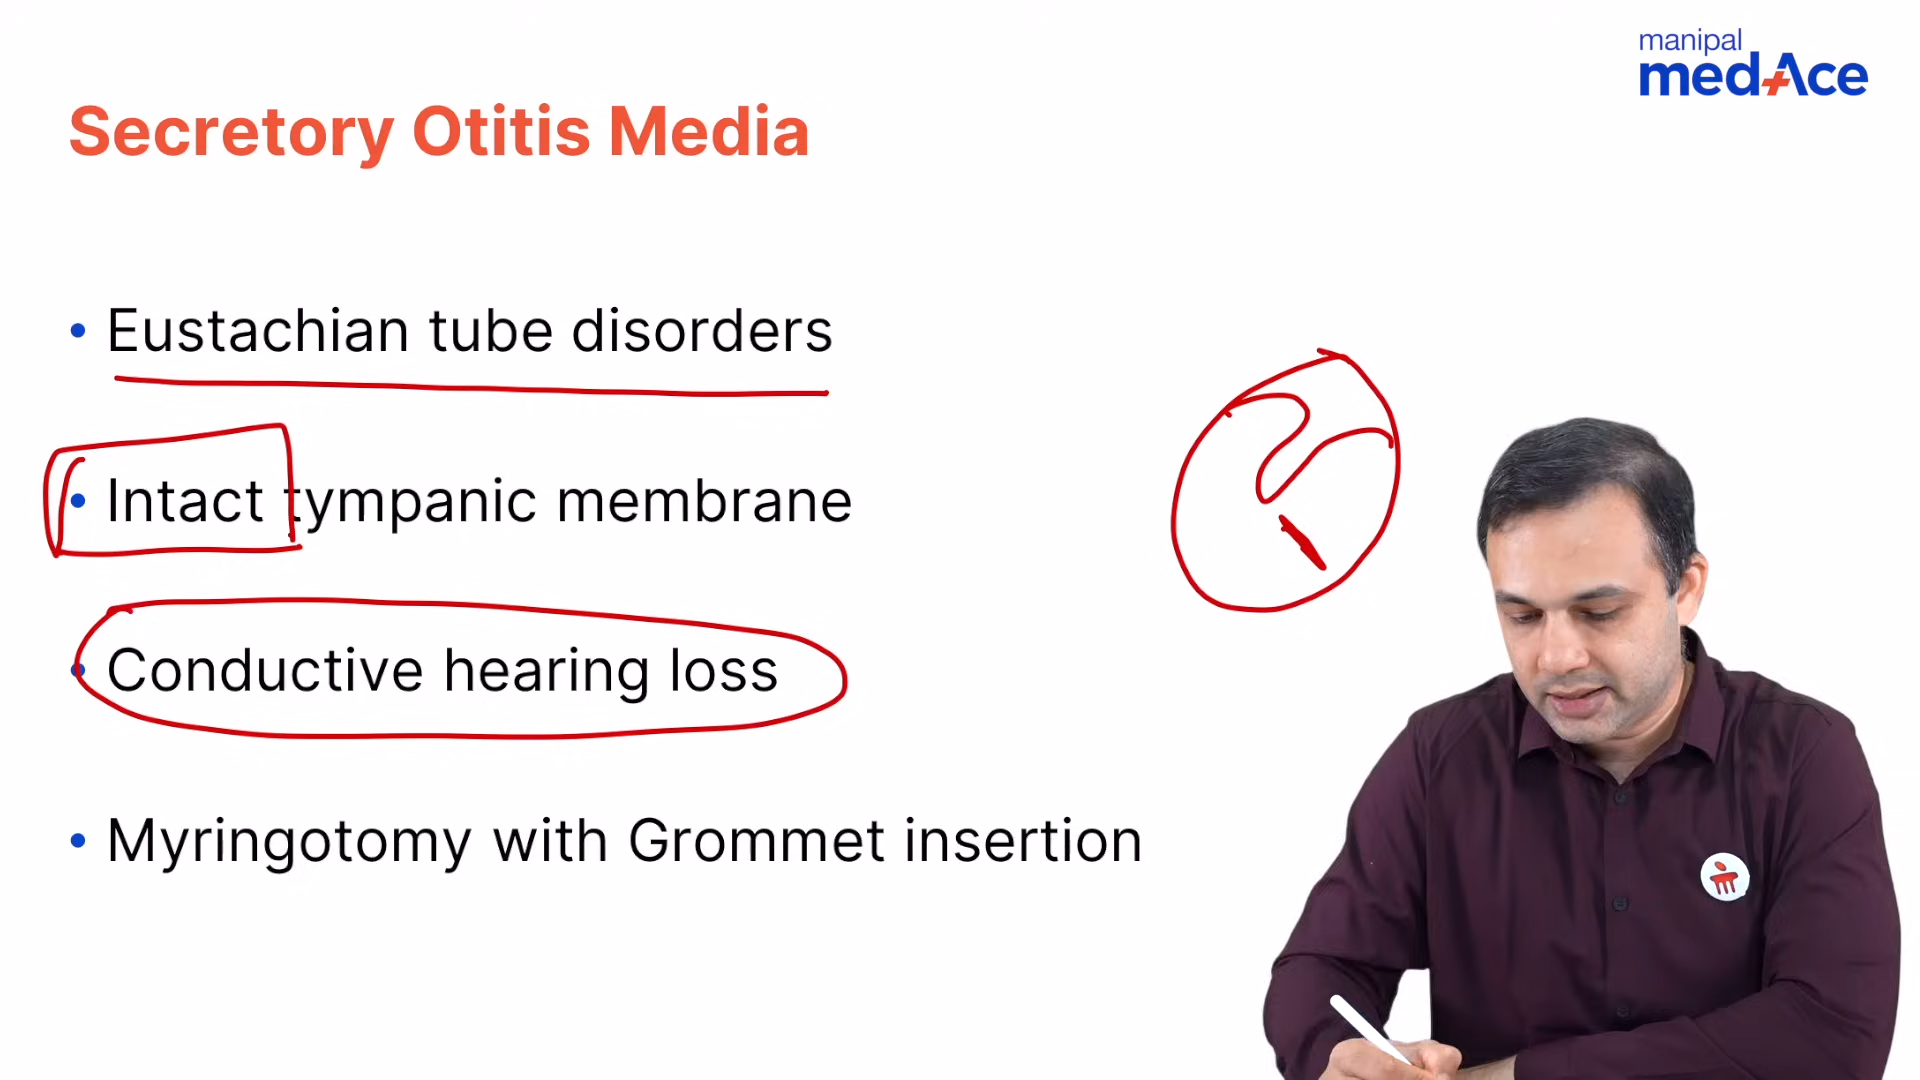 manipal
medAce
Secretory Otitis Media
• Eustachian tube disorders
• Intact tympanic membrane
• Conductive hearing loss
• Myringotomy with Grommet insertion